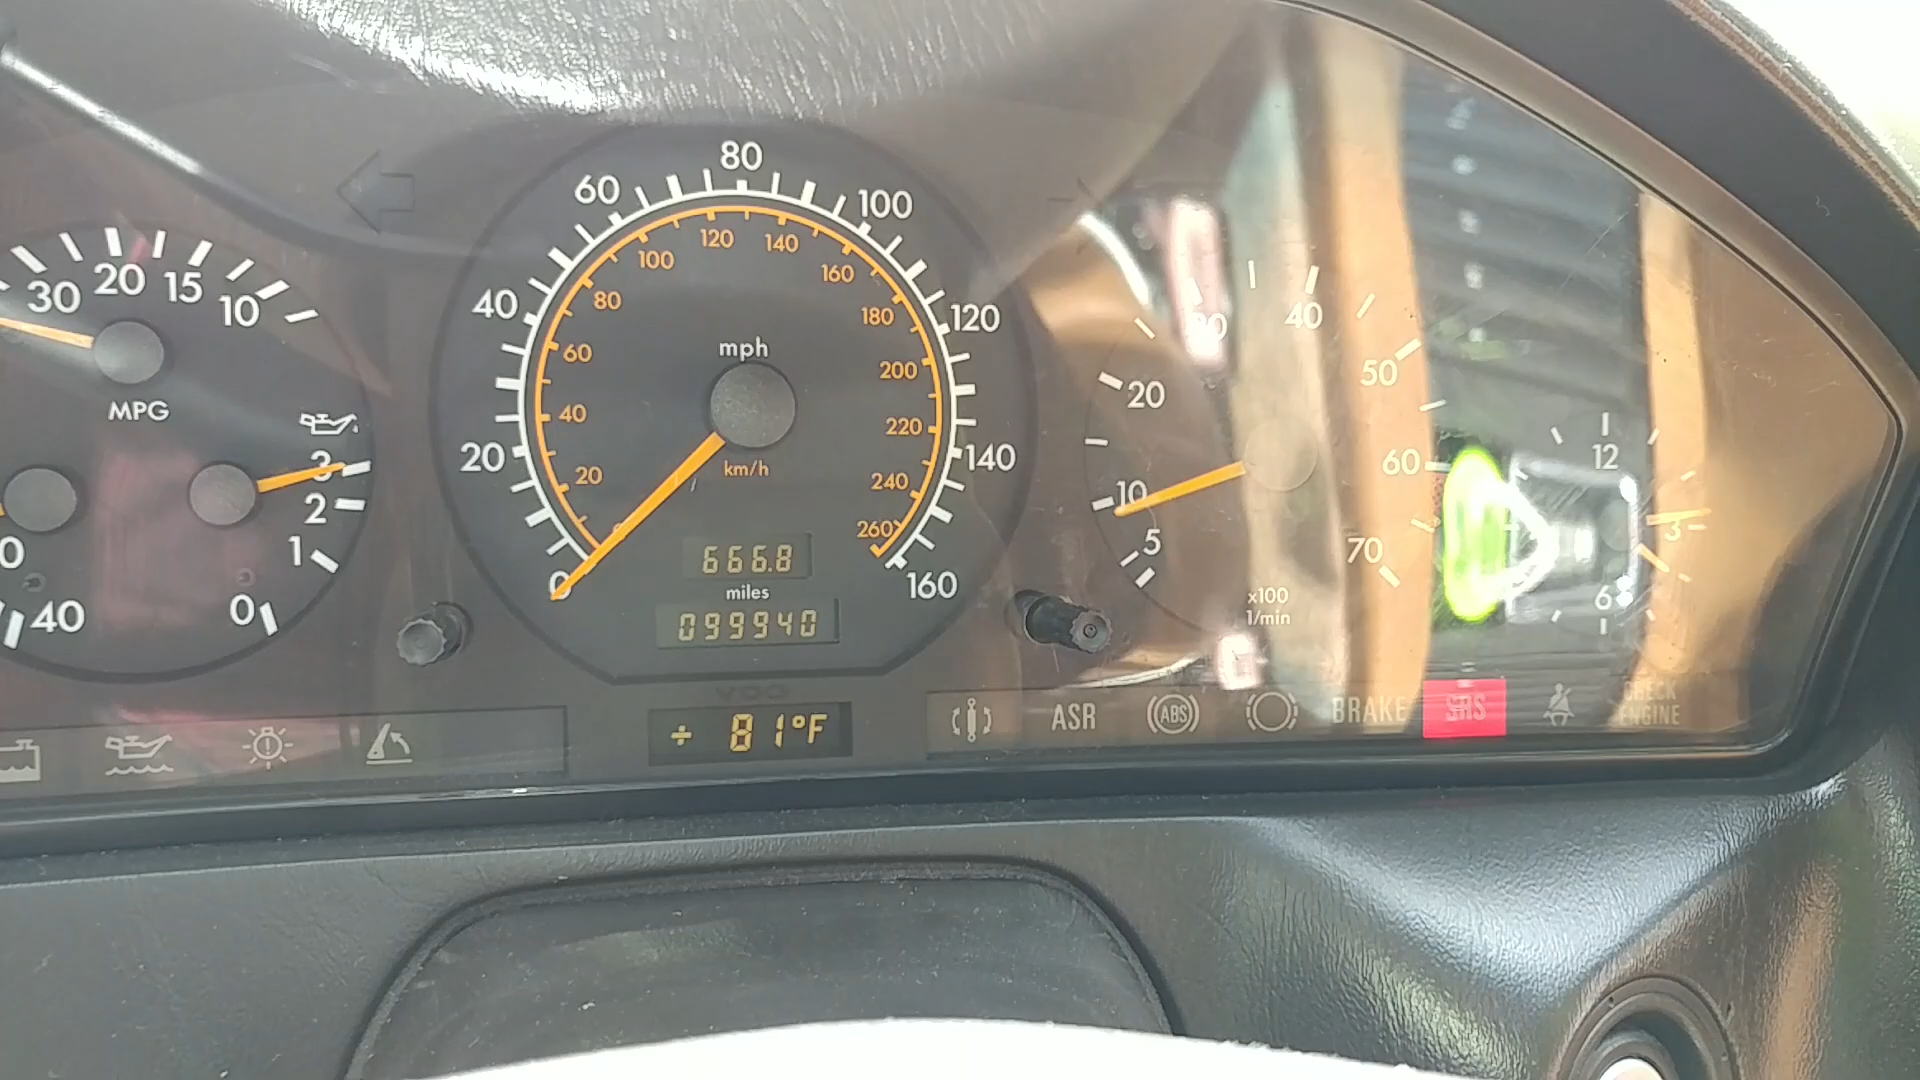 30 20 15 10
MPG
3
2
1
0
0
40
0 20 40 60 80 100 120 140 160
20 40 60 80 100 120 140 160 180 200 220 240 260
mph
km/h
666.8
miles
099940
VDO
÷ 81°F
5 10 20 30 40 50 60 70
x100
1/min
12
3
6
ASR
ABS
BRAKE
SRS
CHECK
ENGINE